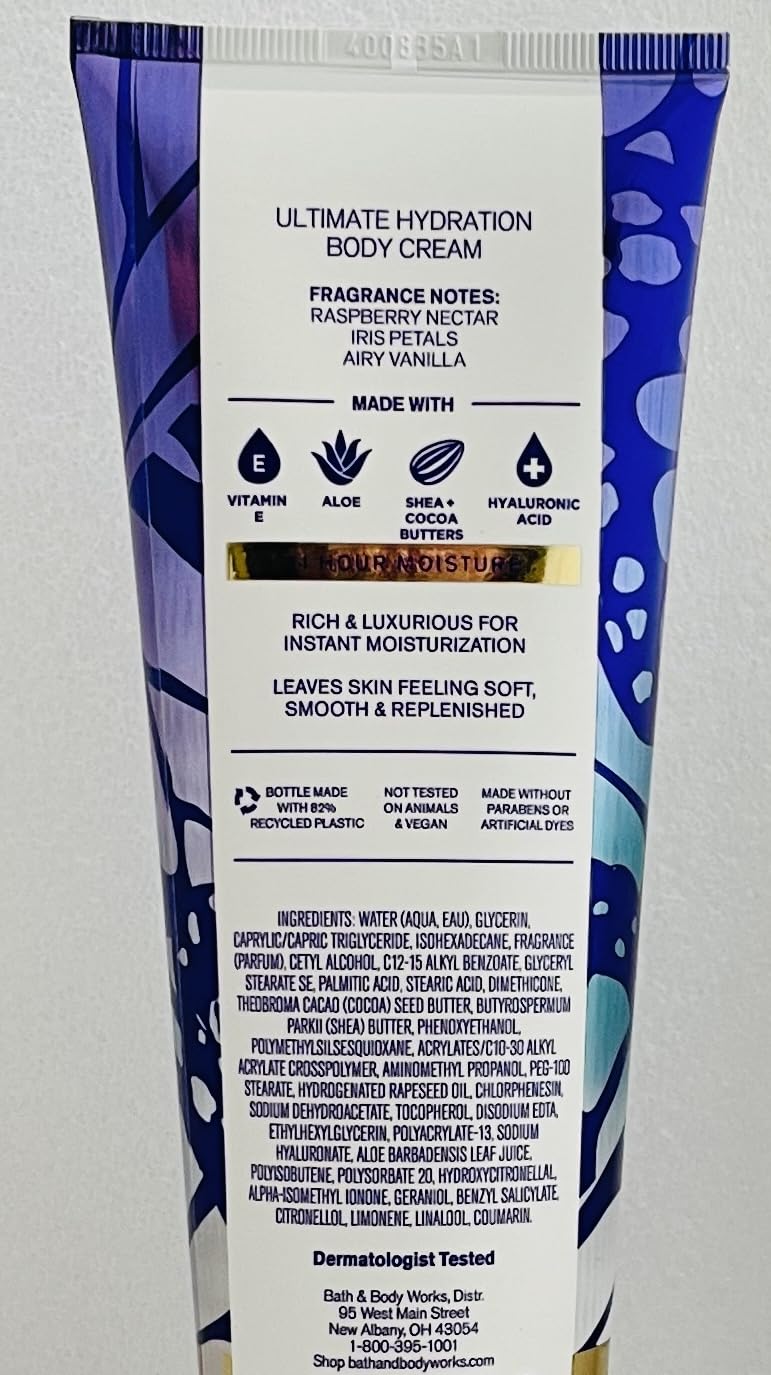 400835A1
ULTIMATE HYDRATION
BODY CREAM
FRAGRANCE NOTES:
RASPBERRY NECTAR
IRIS PETALS
AIRY VANILLA
MADE WITH
E
VITAMIN
E
ALOE
SHEA +
COCOA
BUTTERS
HYALURONIC
ACID
HOUR MOISTURE
RICH & LUXURIOUS FOR
INSTANT MOISTURIZATION
LEAVES SKIN FEELING SOFT,
SMOOTH & REPLENISHED
BOTTLE MADE
WITH 82%
RECYCLED PLASTIC
NOT TESTED
ON ANIMALS
& VEGAN
MADE WITHOUT
PARABENS OR
ARTIFICIAL DYES
INGREDIENTS: WATER (AQUA, EAU), GLYCERIN,
CAPRYLIC/CAPRIC TRIGLYCERIDE, ISOHEXADECANE, FRAGRANCE
(PARFUM), CETYL ALCOHOL, C12-15 ALKYL BENZOATE, GLYCERYL
STEARATE SE, PALMITIC ACID, STEARIC ACID, DIMETHICONE,
THEOBROMA CACAO (COCOA) SEED BUTTER, BUTYROSPERMUM
PARKII (SHEA) BUTTER, PHENOXYETHANOL,
POLYMETHYLSILSESQUIOXANE, ACRYLATES/C10-30 ALKYL
ACRYLATE CROSSPOLYMER, AMINOMETHYL PROPANOL, PEG-100
STEARATE, HYDROGENATED RAPESEED OIL, CHLORPHENESIN,
SODIUM DEHYDROACETATE, TOCOPHEROL, DISODIUM EDTA,
ETHYLHEXYLGLYCERIN, POLYACRYLATE-13, SODIUM
HYALURONATE, ALOE BARBADENSIS LEAF JUICE,
POLYISOBUTENE, POLYSORBATE 20, HYDROXYCITRONELLAL,
ALPHA-ISOMETHYL IONONE, GERANIOL, BENZYL SALICYLATE,
CITRONELLOL, LIMONENE, LINALOOL, COUMARIN.
Dermatologist Tested
Bath & Body Works, Distr.
95 West Main Street
New Albany, OH 43054
1-800-395-1001
Shop bathandbodyworks.com